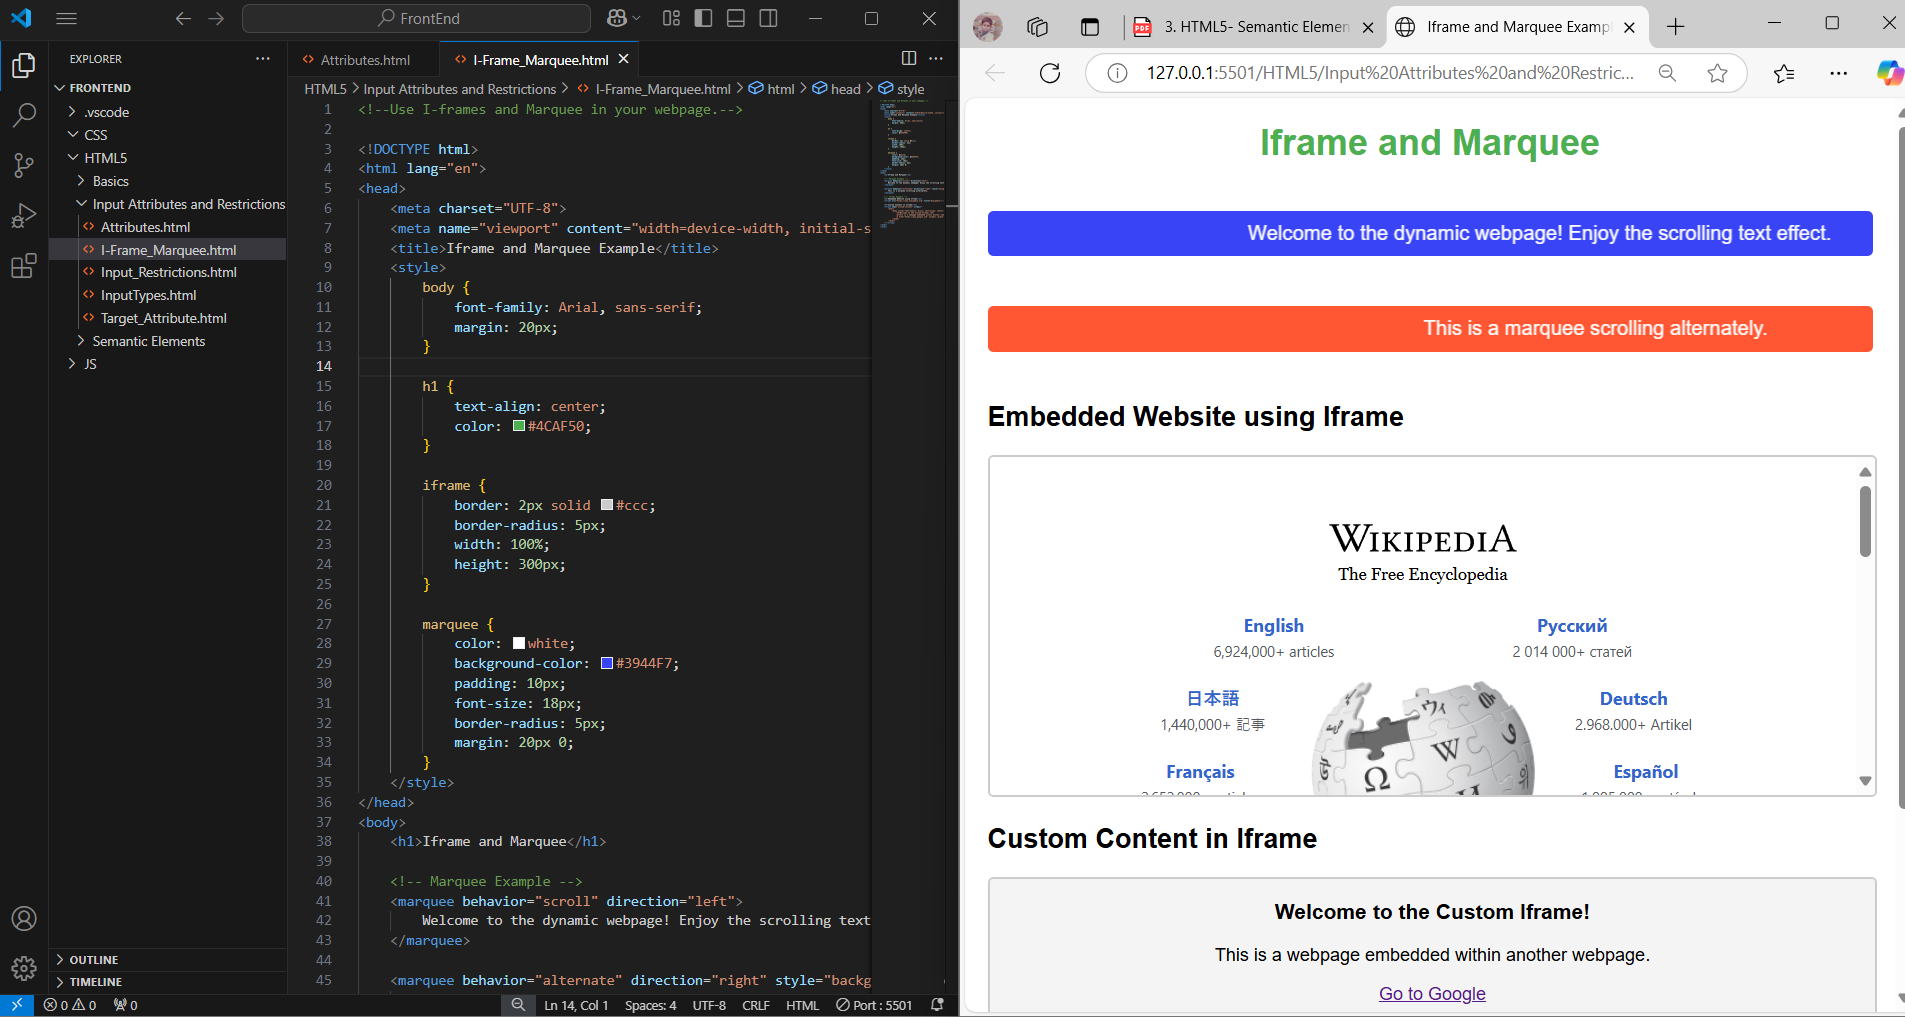 FrontEnd
EXPLORER
FRONTEND
.vscode
CSS
HTML5
Basics
Input Attributes and Restrictions
Attributes.html
I-Frame_Marquee.html
Input_Restrictions.html
InputTypes.html
Target_Attribute.html
Semantic Elements
JS
OUTLINE
TIMELINE
Attributes.html
I-Frame_Marquee.html
HTML5 > Input Attributes and Restrictions > I-Frame_Marquee.html > html > head > style
1 <!--Use I-frames and Marquee in your webpage.-->
2
3 <!DOCTYPE html>
4 <html lang="en">
5 <head>
6 <meta charset="UTF-8">
7 <meta name="viewport" content="width=device-width, initial-s
8 <title>Iframe and Marquee Example</title>
9 <style>
10 body {
11 font-family: Arial, sans-serif;
12 margin: 20px;
13 }
14
15 h1 {
16 text-align: center;
17 color: #4CAF50;
18 }
19
20 iframe {
21 border: 2px solid #ccc;
22 border-radius: 5px;
23 width: 100%;
24 height: 300px;
25 }
26
27 marquee {
28 color: white;
29 background-color: #3944F7;
30 padding: 10px;
31 font-size: 18px;
32 border-radius: 5px;
33 margin: 20px 0;
34 }
35 </style>
36 </head>
37 <body>
38 <h1>Iframe and Marquee</h1>
39
40 <!-- Marquee Example -->
41 <marquee behavior="scroll" direction="left">
42 Welcome to the dynamic webpage! Enjoy the scrolling text
43 </marquee>
44
45 <marquee behavior="alternate" direction="right" style="backg
0 0 0
Ln 14, Col 1 Spaces: 4 UTF-8 CRLF HTML Port : 5501
PDF 3. HTML5- Semantic Elemen
Iframe and Marquee Exampl
127.0.0.1:5501/HTML5/Input%20Attributes%20and%20Restric...
Iframe and Marquee
Welcome to the dynamic webpage! Enjoy the scrolling text effect.
This is a marquee scrolling alternately.
Embedded Website using Iframe
WIKIPEDIA
The Free Encyclopedia
English
6,924,000+ articles
Русский
2 014 000+ статей
日本語
1,440,000+ 記事
Deutsch
2.968.000+ Artikel
Français
Español
Custom Content in Iframe
Welcome to the Custom Iframe!
This is a webpage embedded within another webpage.
Go to Google